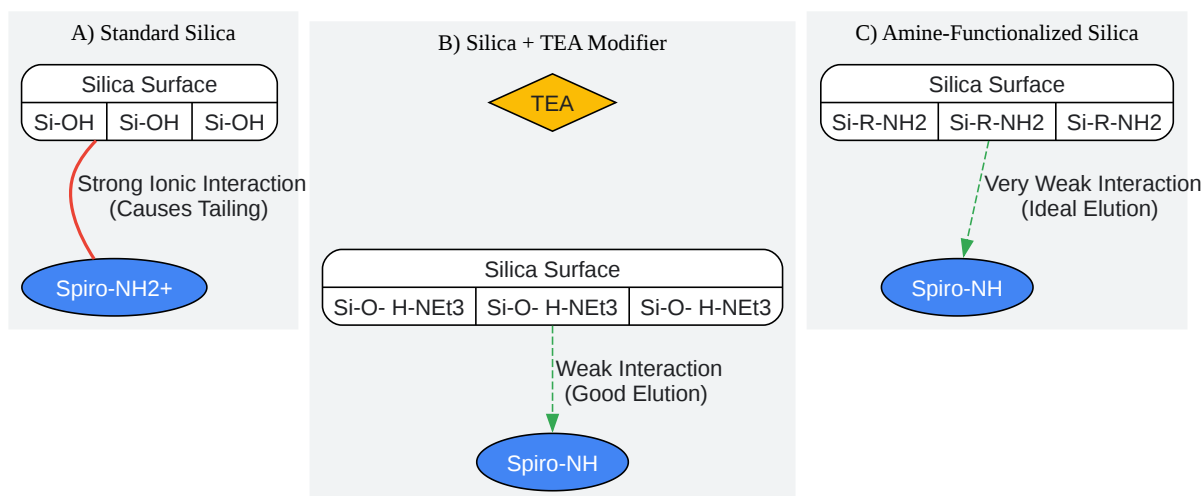 A) Standard Silica
Silica Surface
Si-OH Si-OH Si-OH
Strong Ionic Interaction
(Causes Tailing)
Spiro-NH2+
B) Silica + TEA Modifier
TEA
Silica Surface
Si-O- H-NEt3 Si-O- H-NEt3 Si-O- H-NEt3
Weak Interaction
(Good Elution)
Spiro-NH
C) Amine-Functionalized Silica
Silica Surface
Si-R-NH2 Si-R-NH2 Si-R-NH2
Very Weak Interaction
(Ideal Elution)
Spiro-NH